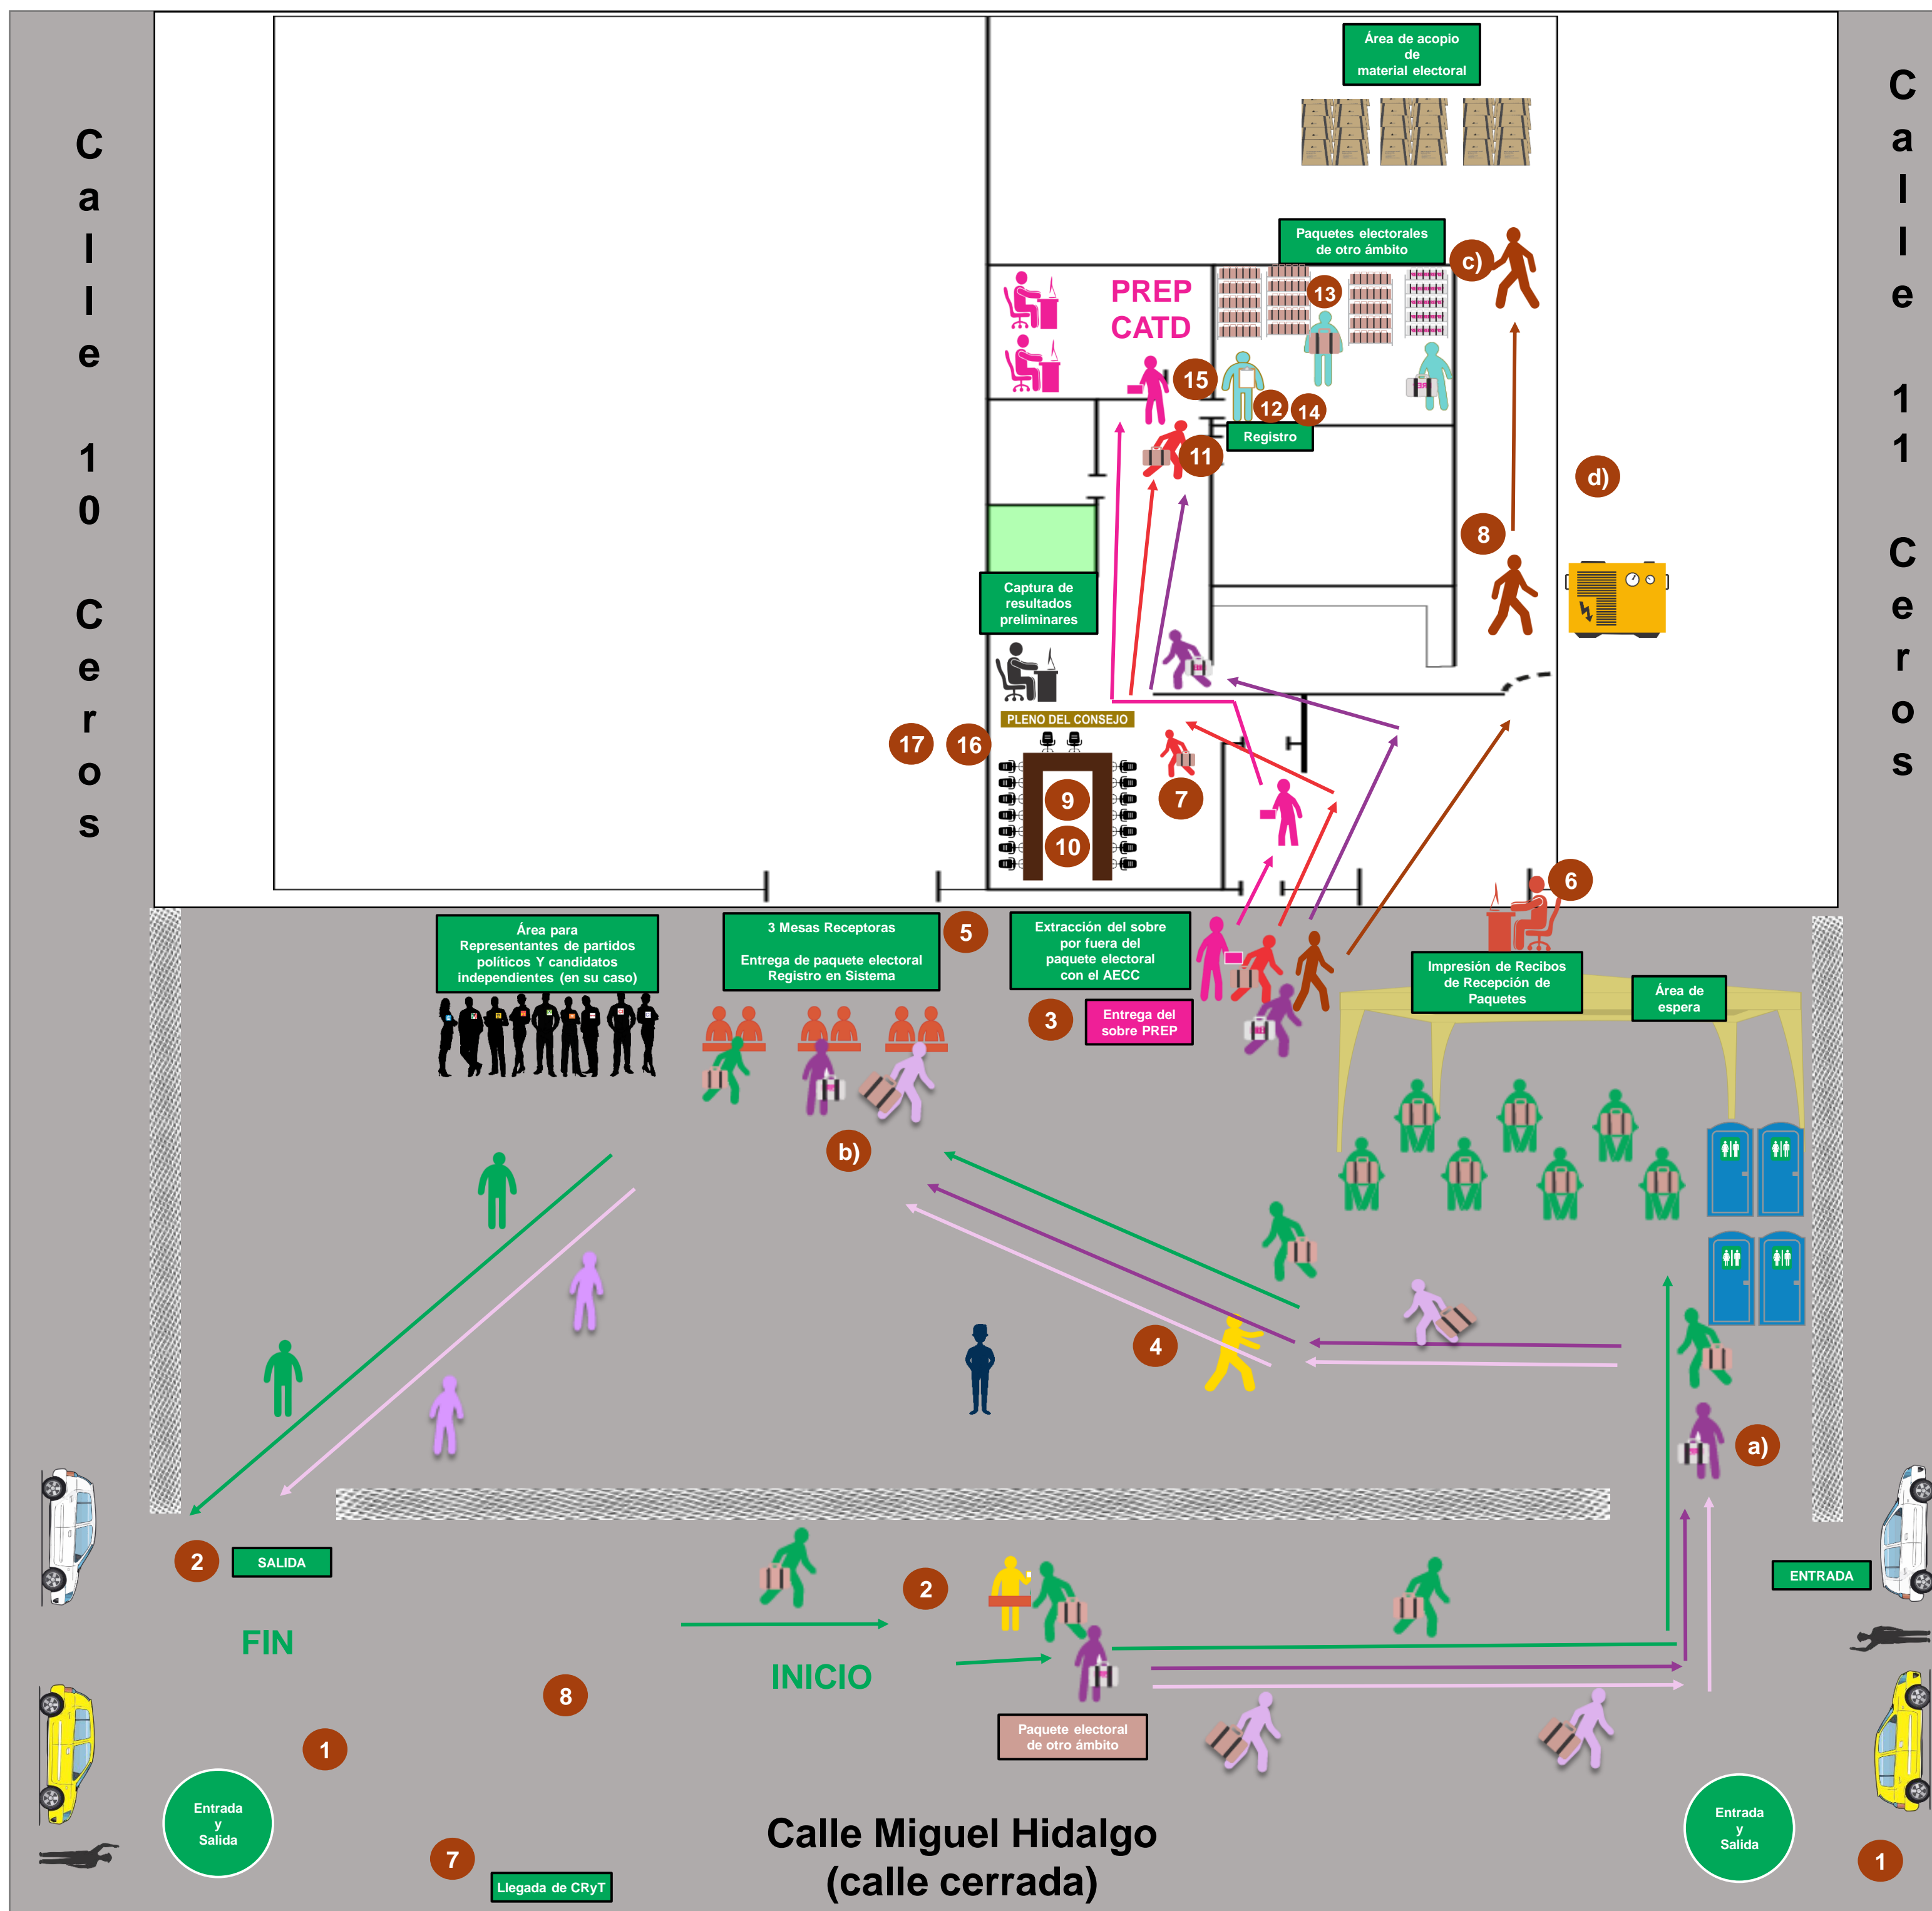 Calle 10 Ceros
Calle 11 Ceros
Área de acopio
de
material electoral
Paquetes electorales
de otro ámbito
c)
13
PREP
CATD
15
12
14
Registro
11
d)
8
Captura de
resultados
preliminares
PLENO DEL CONSEJO
17
16
9
10
7
6
Área para
Representantes de partidos
políticos Y candidatos
independientes (en su caso)
3 Mesas Receptoras
Entrega de paquete electoral
Registro en Sistema
5
Extracción del sobre
por fuera del
paquete electoral
con el AECC
3
Entrega del
sobre PREP
Impresión de Recibos
de Recepción de
Paquetes
Área de
espera
b)
4
a)
2
SALIDA
2
ENTRADA
FIN
INICIO
8
1
Paquete electoral
de otro ámbito
Entrada
y
Salida
Entrada
y
Salida
7
Llegada de CRyT
Calle Miguel Hidalgo
(calle cerrada)
1